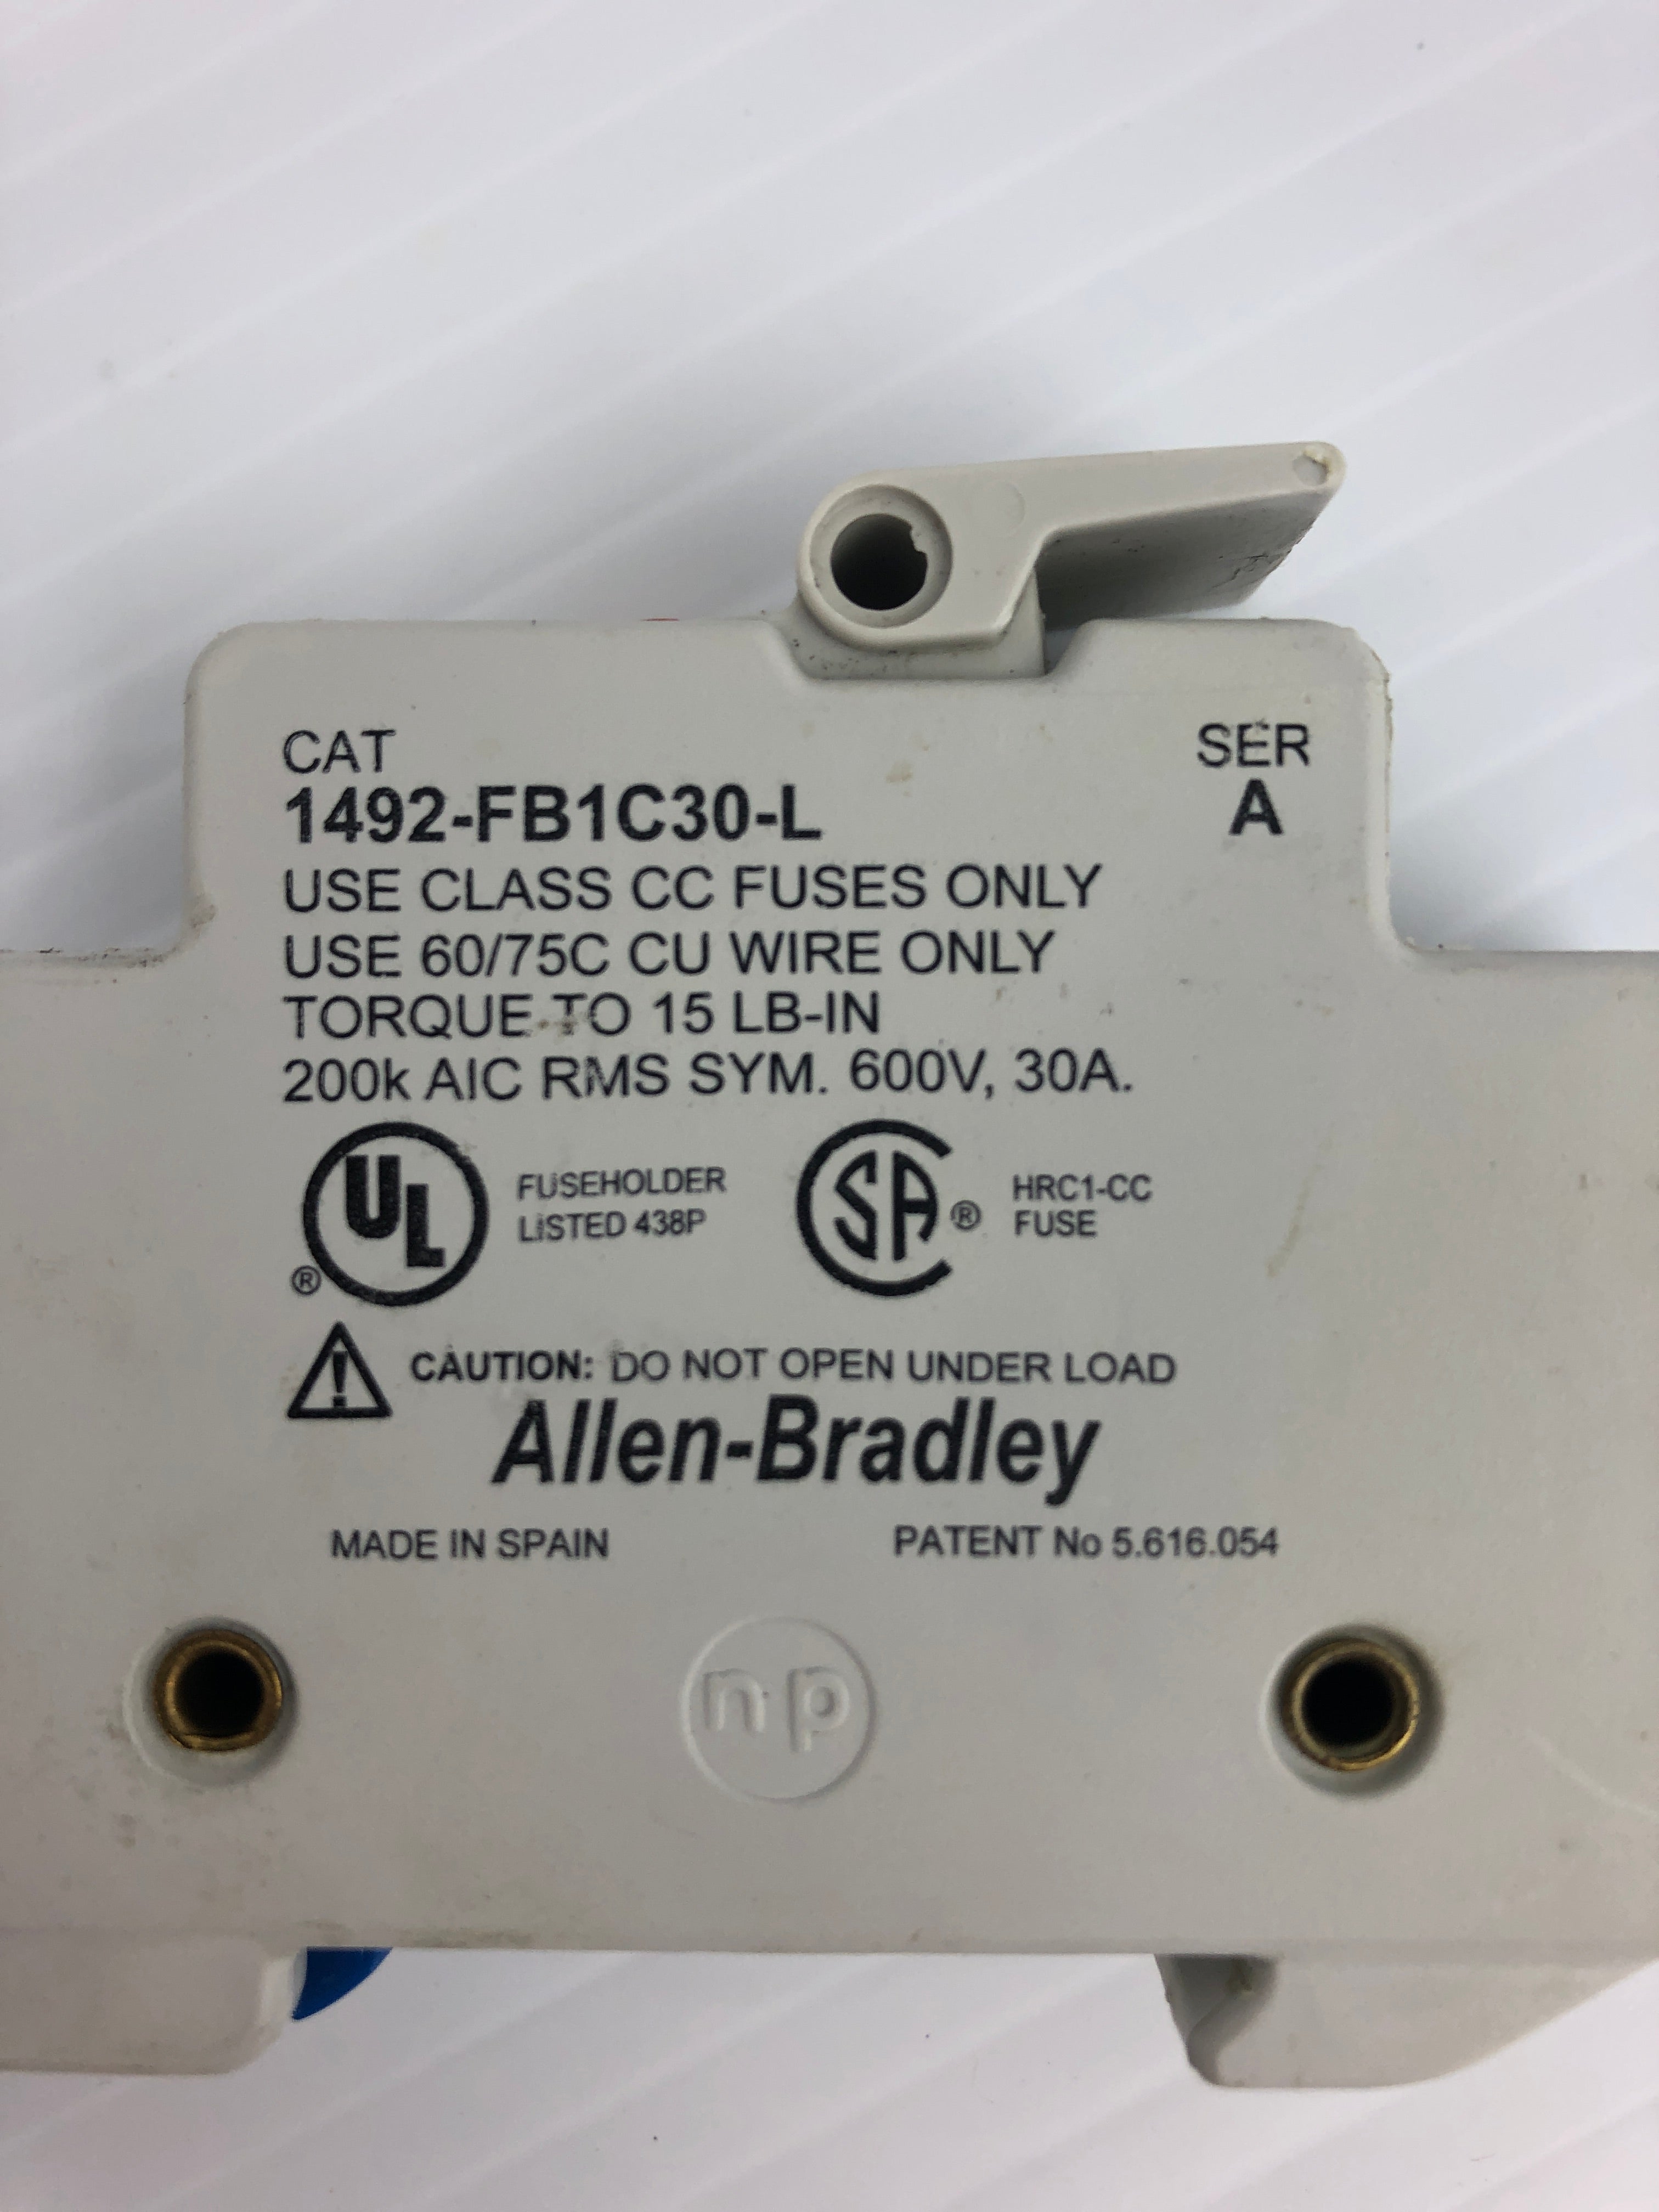 CAT
SER
1492-FB1C30-L
A
USE CLASS CC FUSES ONLY
USE 60/75C CU WIRE ONLY
TORQUE TO 15 LB-IN
200k AIC RMS SYM. 600V, 30A.
UL ®
FUSEHOLDER
LISTED 438P
SA ®
HRC1-CC
FUSE
! CAUTION: DO NOT OPEN UNDER LOAD
Allen-Bradley
MADE IN SPAIN
PATENT No 5.616.054
np